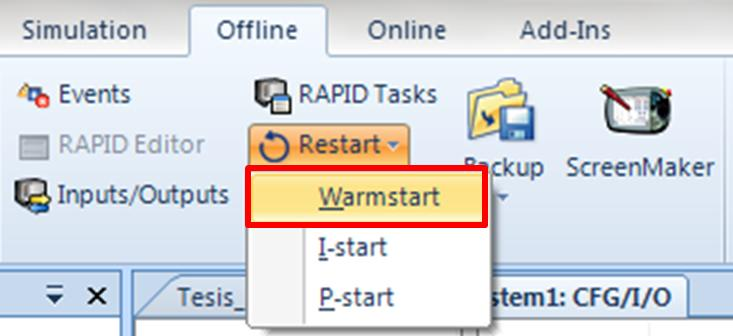 Simulation Offline Online Add-Ins
Events
RAPID Editor
Inputs/Outputs
RAPID Tasks
Restart
Warmstart
I-start
P-start
ackup
ScreenMaker
Tesis_
stem1: CFG/I/O